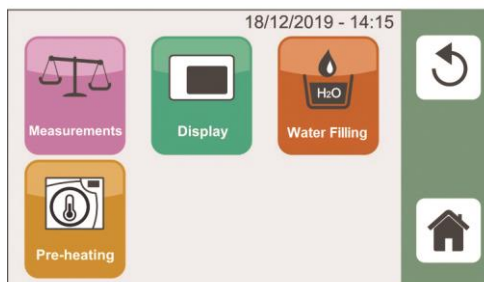 18/12/2019 - 14:15
H2O
Measurements
Display
Water Filling
Pre-heating